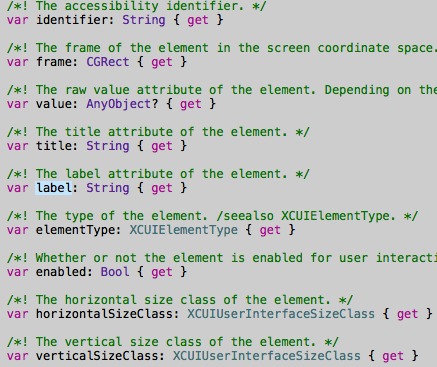 /*! The accessibility identifier. */
var identifier: String { get }
/*! The frame of the element in the screen coordinate space.
var frame: CGRect { get }
/*! The raw value attribute of the element. Depending on the
var value: AnyObject? { get }
/*! The title attribute of the element. */
var title: String { get }
/*! The label attribute of the element. */
var label: String { get }
/*! The type of the element. /seealso XCUIElementType. */
var elementType: XCUIElementType { get }
/*! Whether or not the element is enabled for user interacti
var enabled: Bool { get }
/*! The horizontal size class of the element. */
var horizontalSizeClass: XCUIUserInterfaceSizeClass { get }
/*! The vertical size class of the element. */
var verticalSizeClass: XCUIUserInterfaceSizeClass { get }